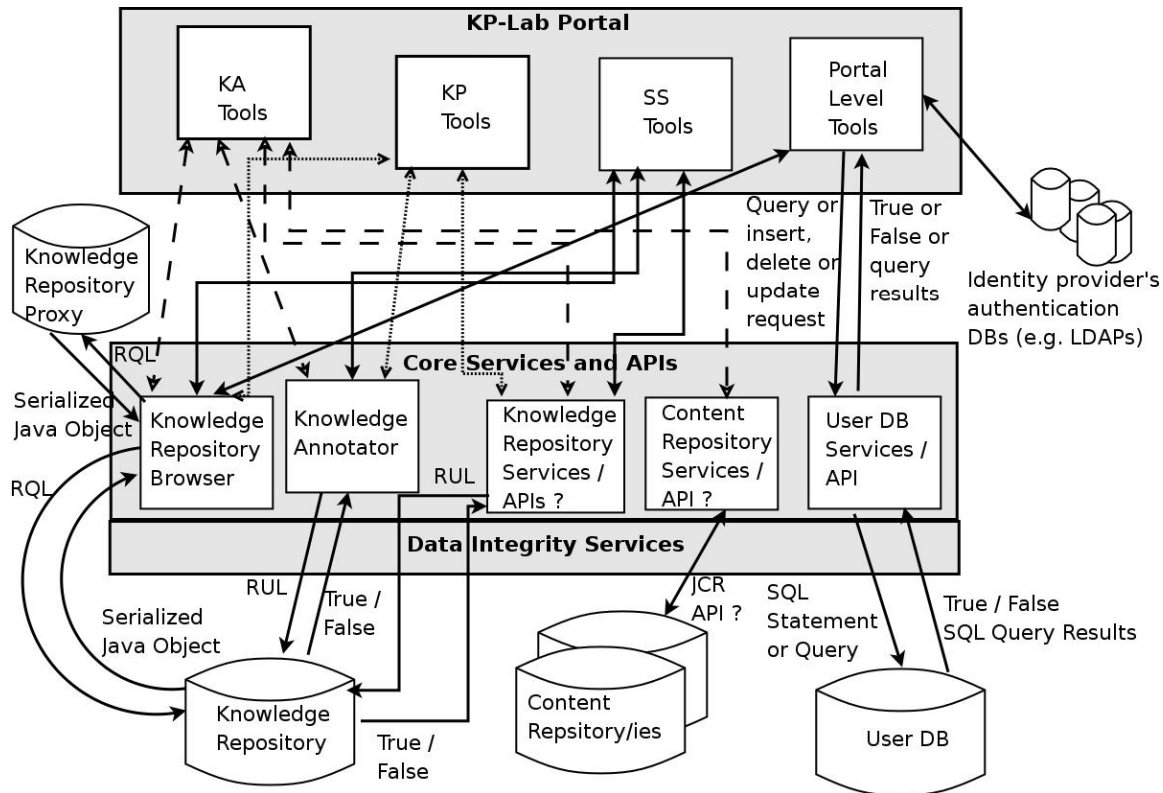 KP-Lab Portal
KA
Tools
KP
Tools
SS
Tools
Portal
Level
Tools
Query or
insert,
delete or
update
request
True or
False or
query
results
Identity provider's
authentication
DBs (e.g. LDAPs)
Knowledge
Repository
Proxy
RQL
Serialized
Java Object
Core Services and APIs
Knowledge
Repository
Browser
Knowledge
Annotator
Knowledge
Repository
Services /
APIs ?
Content
Repository
Services /
API ?
User DB
Services /
API
RQL
RUL
Data Integrity Services
RUL
True /
False
Serialized
Java Object
JCR
API ?
SQL
Statement
or Query
True / False
SQL Query Results
Knowledge
Repository
True /
False
Content
Repsitory/ies
User DB